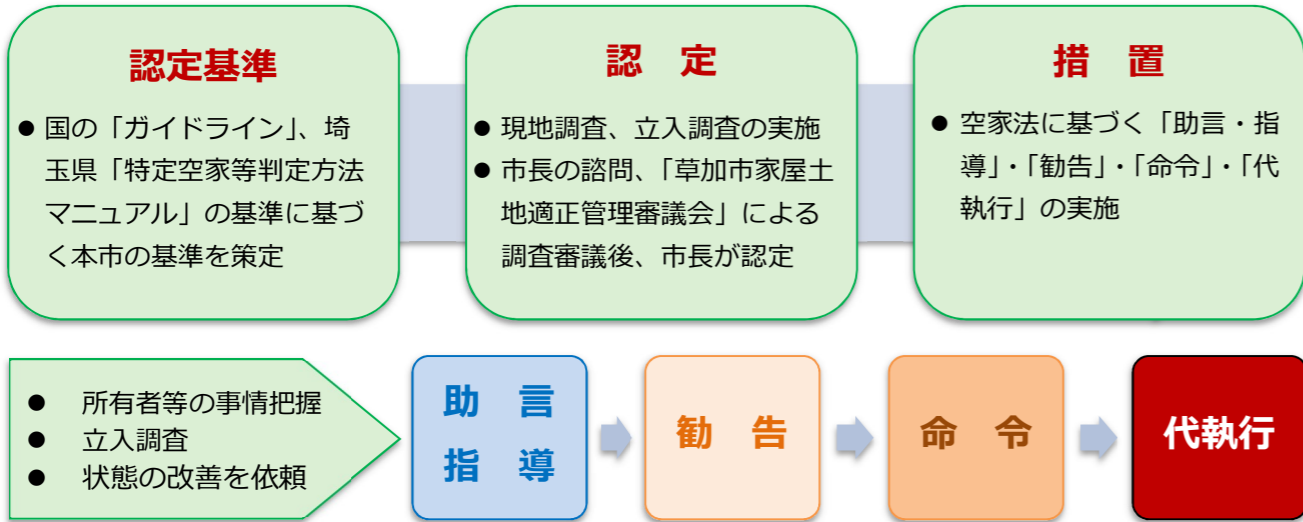 認定基準
● 国の「ガイドライン」、埼
玉県「特定空家等判定方法
マニュアル」の基準に基づ
く本市の基準を策定
認 定
● 現地調査、立入調査の実施
● 市長の諮問、「草加市家屋土
地適正管理審議会」による
調査審議後、市長が認定
措 置
● 空家法に基づく「助言・指
導」・「勧告」・「命令」・「代
執行」の実施
● 所有者等の事情把握
● 立入調査
● 状態の改善を依頼
助 言
指 導
勧 告
命 令
代執行